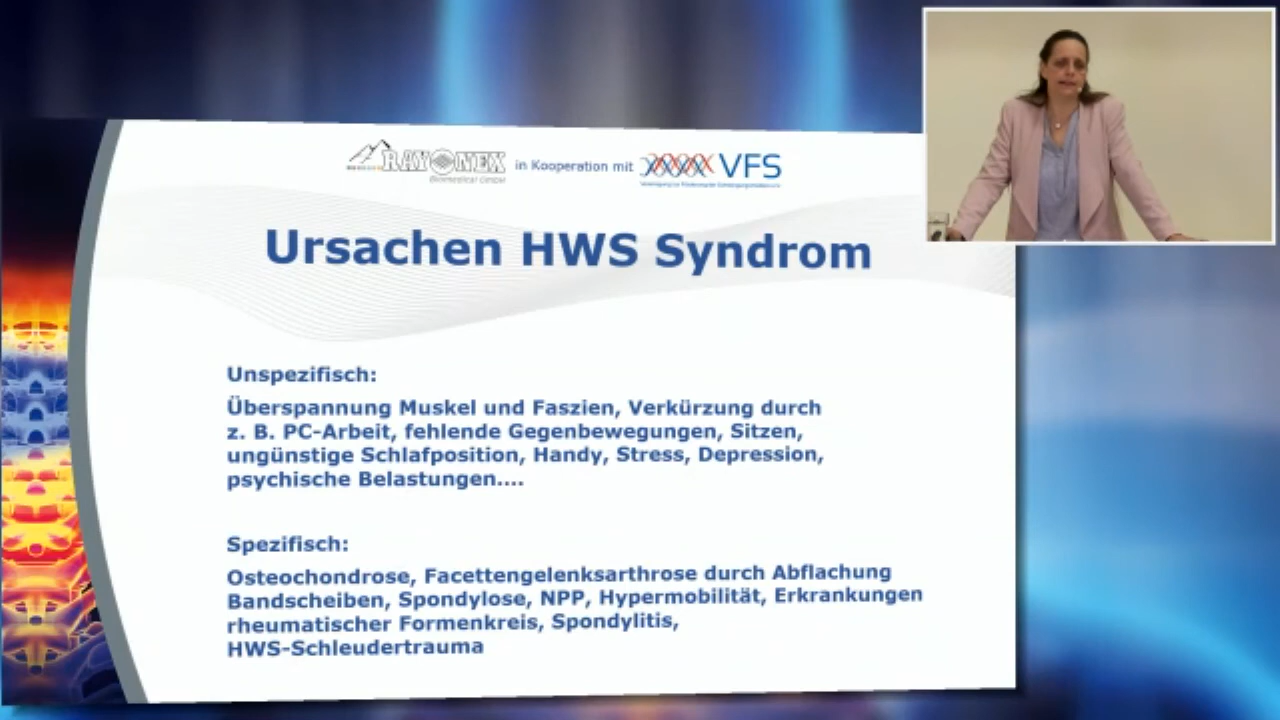 RAYONEX
Biomedical GmbH
in Kooperation mit
VFS
Ursachen HWS Syndrom
Unspezifisch:
Überspannung Muskel und Faszien, Verkürzung durch
z. B. PC-Arbeit, fehlende Gegenbewegungen, Sitzen,
ungünstige Schlafposition, Handy, Stress, Depression,
psychische Belastungen....
Spezifisch:
Osteochondrose, Facettengelenksarthrose durch Abflachung
Bandscheiben, Spondylose, NPP, Hypermobilität, Erkrankungen
rheumatischer Formenkreis, Spondylitis,
HWS-Schleudertrauma